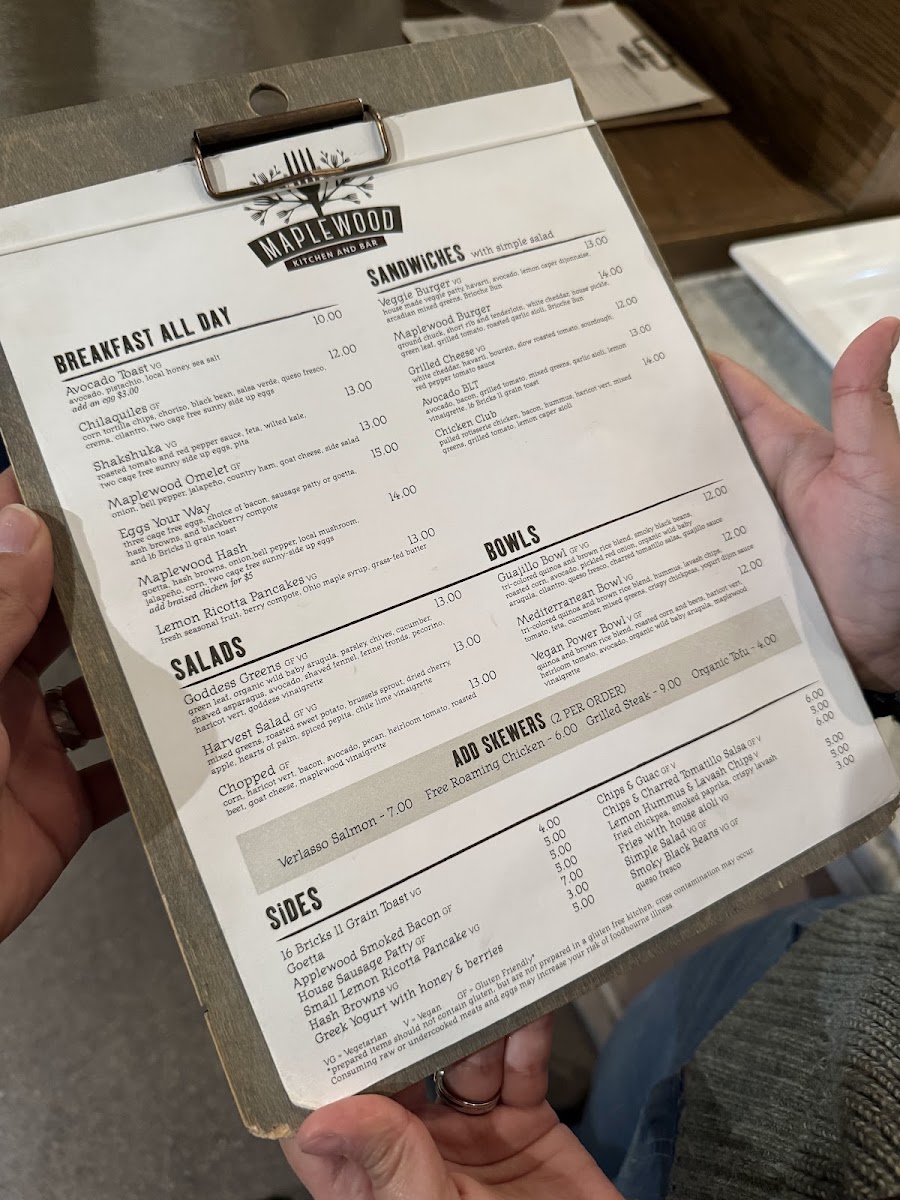 MAPLEWOOD
KITCHEN AND BAR
BREAKFAST ALL DAY
Avocado Toast VG 10.00
avocado, pistachio, local honey, sea salt
add an egg $3.00
Chilaquiles GF 12.00
corn tortilla chips, chorizo, black bean, salsa verde, queso fresco,
crema, cilantro, two cage free sunny side up eggs
Shakshuka VG 13.00
roasted tomato and red pepper sauce, feta, wilted kale,
two cage free sunny side up eggs, pita
Maplewood Omelet GF 13.00
onion, bell pepper, jalapeño, country ham, goat cheese, side salad
Eggs Your Way 15.00
three cage free eggs, choice of bacon, sausage patty or goetta,
hash browns, and blackberry compote
and 16 Bricks 11 grain toast
Maplewood Hash 14.00
goetta, hash browns, onion, bell pepper, local mushroom,
jalapeño, corn, two cage free sunny-side up eggs
add braised chicken for $5
Lemon Ricotta Pancakes VG 13.00
fresh seasonal fruit, berry compote, Ohio maple syrup, grass-fed butter
SANDWiCHES with simple salad
Veggie Burger VG 13.00
house made veggie patty, havarti, avocado, lemon caper dijonnaise,
arcadian mixed greens, Brioche Bun
Maplewood Burger 14.00
ground chuck, short rib and tenderloin, white cheddar, house pickle,
green leaf, grilled tomato, roasted garlic aioli, Brioche Bun
Grilled Cheese VG 12.00
white cheddar, havarti, boursin, slow roasted tomato, sourdough,
red pepper tomato sauce
Avocado BLT 13.00
avocado, bacon, grilled tomato, mixed greens, garlic aioli, lemon
vinaigrette, 16 Bricks 11 grain toast
Chicken Club 14.00
pulled rotisserie chicken, bacon, hummus, haricot vert, mixed
greens, grilled tomato, lemon caper aioli
SALADS
Goddess Greens GF VG 13.00
green leaf, organic wild baby arugula, parsley, chives, cucumber,
shaved asparagus, avocado, shaved fennel, fennel fronds, pecorino,
haricot vert, goddess vinaigrette
Harvest Salad GF VG 13.00
mixed greens, roasted sweet potato, brussels sprout, dried cherry,
apple, hearts of palm, spiced pepita, chile lime vinaigrette
Chopped GF 13.00
corn, haricot vert, bacon, avocado, pecan, heirloom tomato, roasted
beet, goat cheese, maplewood vinaigrette
BOWLS
Guajillo Bowl GF VG 12.00
tri-colored quinoa and brown rice blend, smoky black beans,
roasted corn, avocado, pickled red onion, organic wild baby
arugula, cilantro, queso fresco, charred tomatillo salsa, guajillo sauce
Mediterranean Bowl VG 12.00
tri-colored quinoa and brown rice blend, hummus, lavash chips,
tomato, feta, cucumber, mixed greens, crispy chickpeas, yogurt dijon sauce
Vegan Power Bowl V GF 12.00
quinoa and brown rice blend, roasted corn and beets, haricot vert,
heirloom tomato, avocado, organic wild baby arugula, maplewood
vinaigrette
ADD SKEWERS (2 PER ORDER)
Verlasso Salmon - 7.00 Free Roaming Chicken - 6.00 Grilled Steak - 9.00 Organic Tofu - 4.00
SiDES
16 Bricks 11 Grain Toast VG 4.00
Goetta 5.00
Applewood Smoked Bacon GF 5.00
House Sausage Patty GF 5.00
Small Lemon Ricotta Pancake VG 7.00
Hash Browns VG 3.00
Greek Yogurt with honey & berries 5.00
Chips & Guac GF V 6.00
Chips & Charred Tomatillo Salsa GF V 5.00
Lemon Hummus & Lavash Chips V 6.00
fried chickpea, smoked paprika, crispy lavash
Fries with house aioli VG 5.00
Simple Salad VG GF 5.00
Smoky Black Beans VG GF 3.00
queso fresco
VG = Vegetarian V = Vegan GF = Gluten Friendly*
*prepared items should not contain gluten, but are not prepared in a gluten free kitchen, cross contamination may occur
Consuming raw or undercooked meats and eggs may increase your risk of foodbourne illness